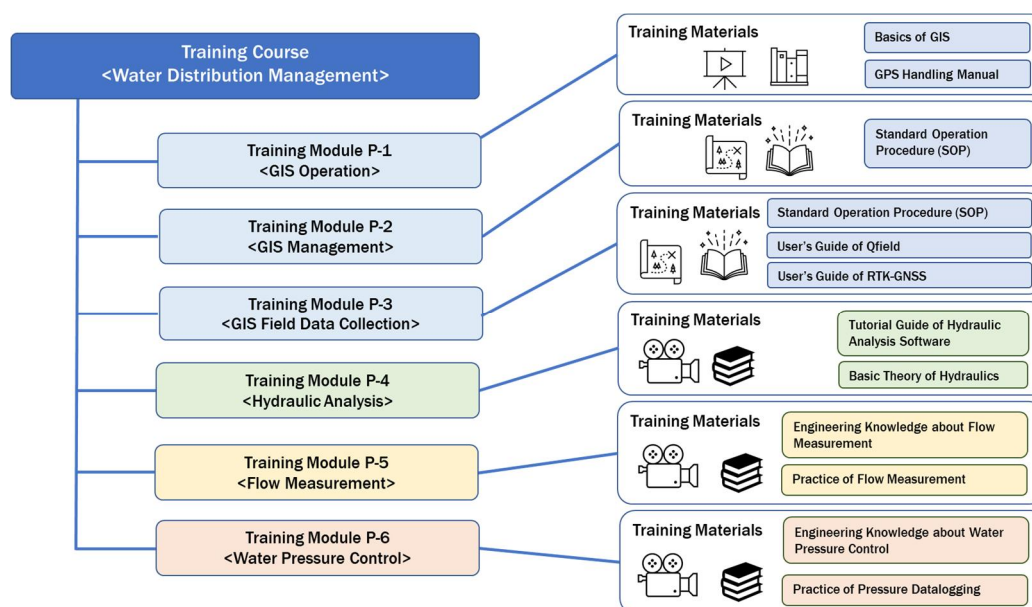 Training Course
<Water Distribution Management>
Training Module P-1
<GIS Operation>
Training Module P-2
<GIS Management>
Training Module P-3
<GIS Field Data Collection>
Training Module P-4
<Hydraulic Analysis>
Training Module P-5
<Flow Measurement>
Training Module P-6
<Water Pressure Control>
Training Materials
Basics of GIS
GPS Handling Manual
Training Materials
Standard Operation
Procedure (SOP)
Training Materials
Standard Operation Procedure (SOP)
User's Guide of Qfield
User's Guide of RTK-GNSS
Training Materials
Tutorial Guide of Hydraulic
Analysis Software
Basic Theory of Hydraulics
Training Materials
Engineering Knowledge about Flow
Measurement
Practice of Flow Measurement
Training Materials
Engineering Knowledge about Water
Pressure Control
Practice of Pressure Datalogging